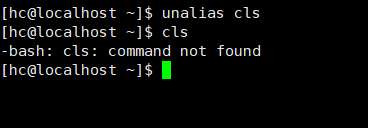 [hc@localhost ~]$ unalias cls
[hc@localhost ~]$ cls
-bash: cls: command not found
[hc@localhost ~]$